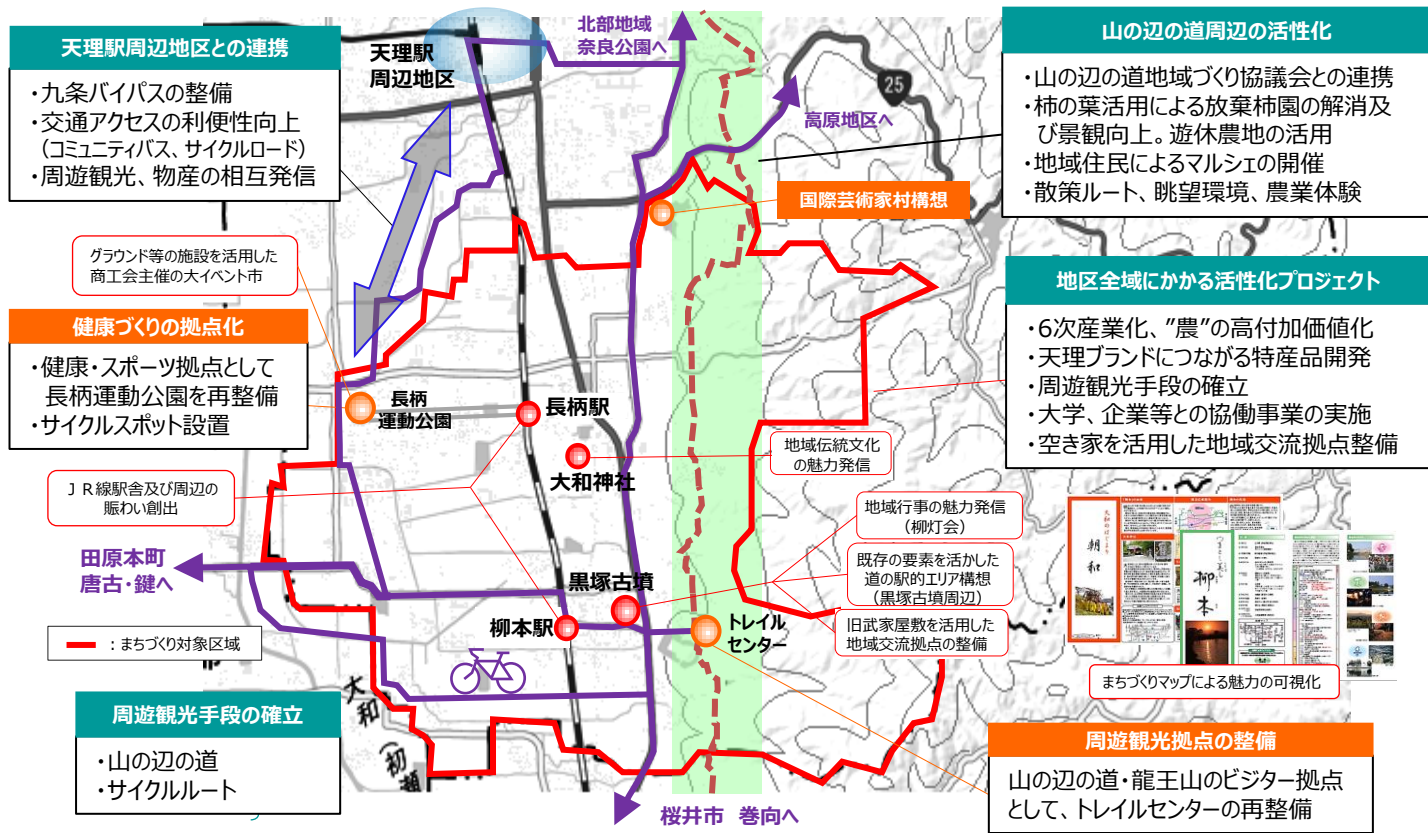 天理駅周辺地区との連携
・九条バイパスの整備
・交通アクセスの利便性向上
（コミュニティバス、サイクルロード）
・周遊観光、物産の相互発信
天理駅
周辺地区
北部地域
奈良公園へ
25
高原地区へ
山の辺の道周辺の活性化
・山の辺の道地域づくり協議会との連携
・柿の葉活用による放棄柿園の解消及
び景観向上。遊休農地の活用
・地域住民によるマルシェの開催
・散策ルート、眺望環境、農業体験
国際芸術家村構想
グラウンド等の施設を活用した
商工会主催の大イベント市
健康づくりの拠点化
・健康・スポーツ拠点として
長柄運動公園を再整備
・サイクルスポット設置
長柄
運動公園
長柄駅
大和神社
地域伝統文化
の魅力発信
地区全域にかかる活性化プロジェクト
・6次産業化、”農”の高付加価値化
・天理ブランドにつながる特産品開発
・周遊観光手段の確立
・大学、企業等との協働事業の実施
・空き家を活用した地域交流拠点整備
ＪＲ線駅舎及び周辺の
賑わい創出
地域行事の魅力発信
（柳灯会）
既存の要素を活かした
道の駅的エリア構想
（黒塚古墳周辺）
旧武家屋敷を活用した
地域交流拠点の整備
田原本町
唐古・鍵へ
黒塚古墳
柳本駅
トレイル
センター
：まちづくり対象区域
大和
朝和
柳本
まちづくりマップによる魅力の可視化
大和
（初瀬
周遊観光手段の確立
・山の辺の道
・サイクルルート
桜井市 巻向へ
周遊観光拠点の整備
山の辺の道・龍王山のビジター拠点
として、トレイルセンターの再整備